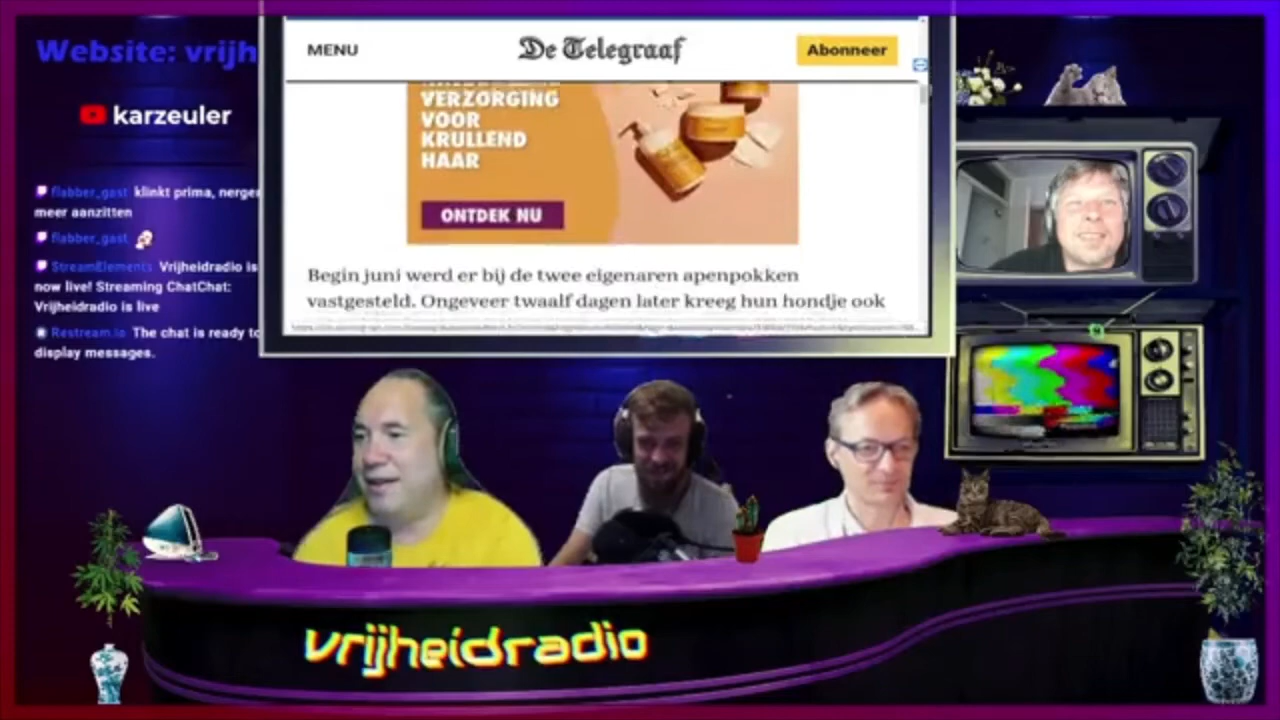 Website: vrijh
karzeuler
flabber_gast klinkt prima, nergen
meer aanzitten
flabber_gast
StreamElements Vrijheidradio is
now live! Streaming ChatChat:
Vrijheidradio is live
Restream.io The chat is ready to
display messages.
MENU
De Telegraaf
Abonneer
VERZORGING
VOOR
KRULLEND
HAAR
ONTDEK NU
Begin juni werd er bij de twee eigenaren apenpokken
vastgesteld. Ongeveer twaalf dagen later kreeg hun hondje ook
vrijheidradio